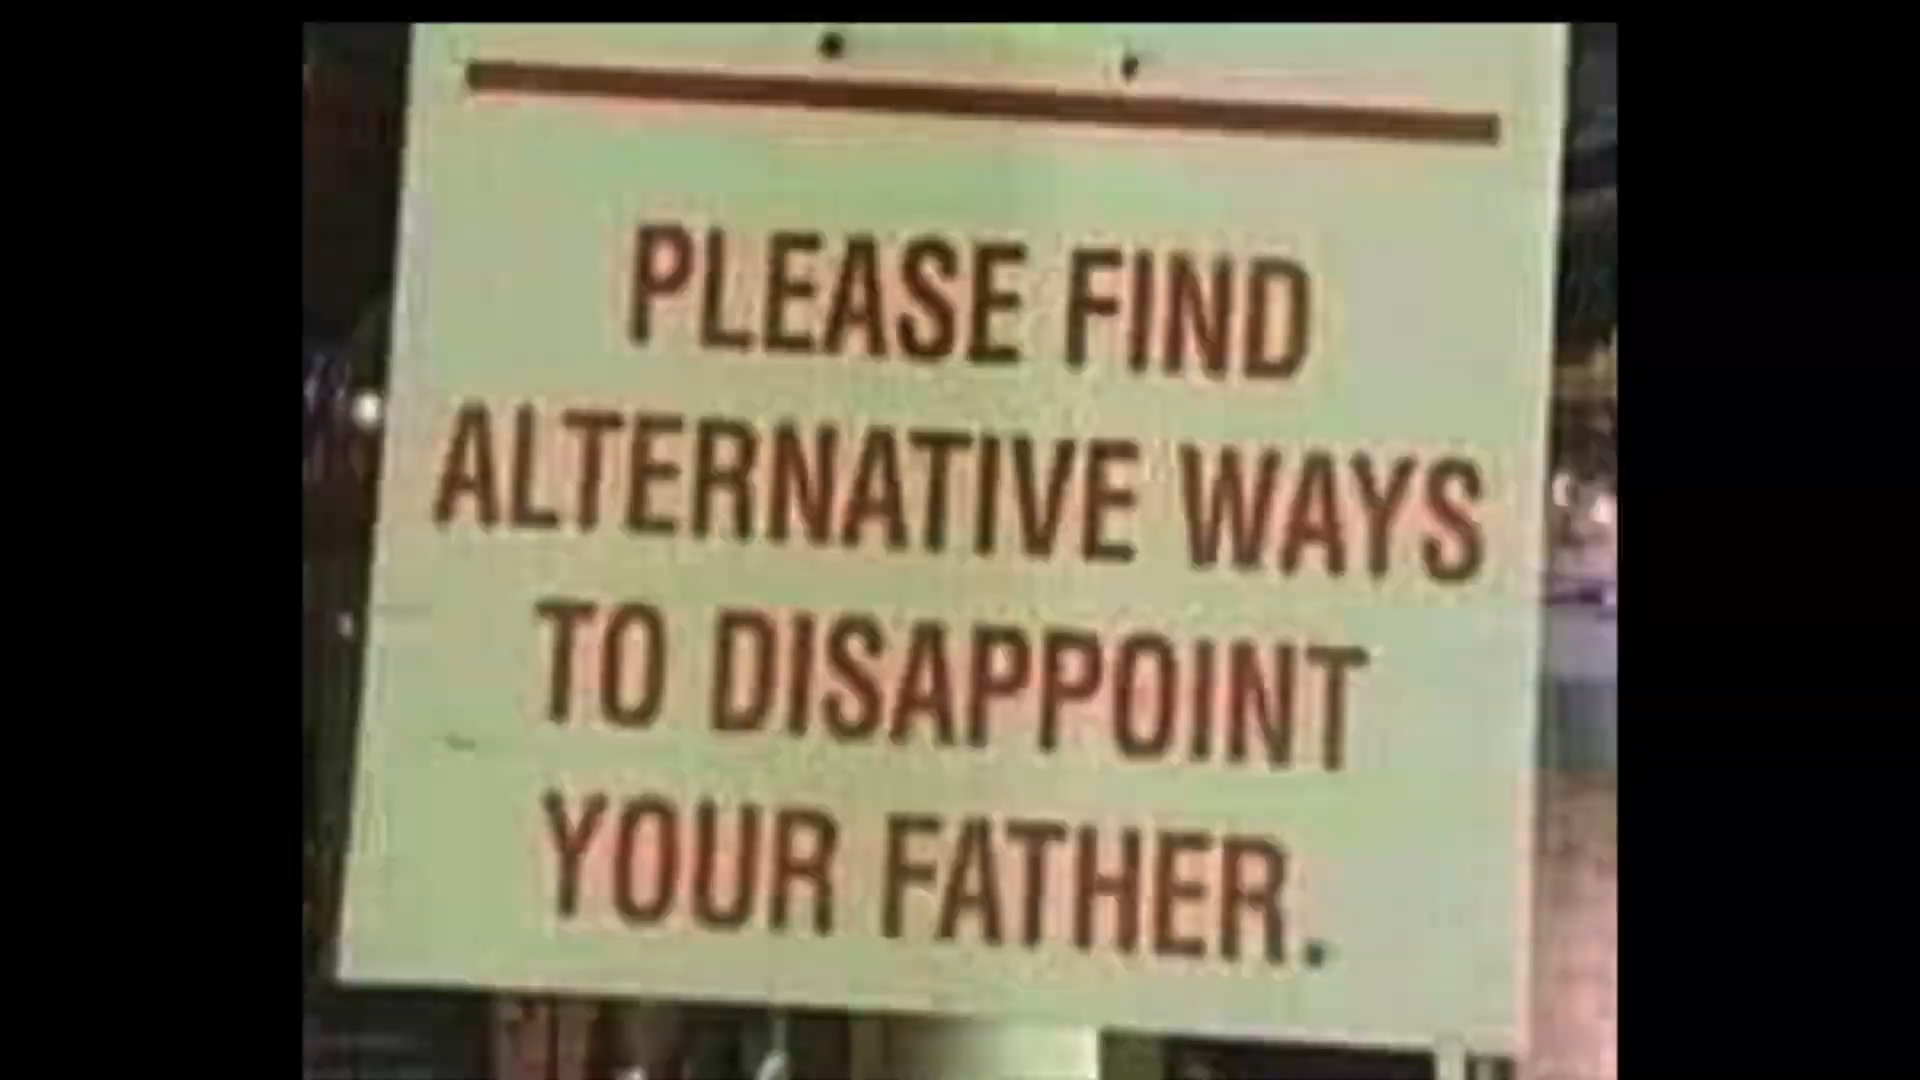 PLEASE FIND
ALTERNATIVE WAYS
TO DISAPPOINT
YOUR FATHER.